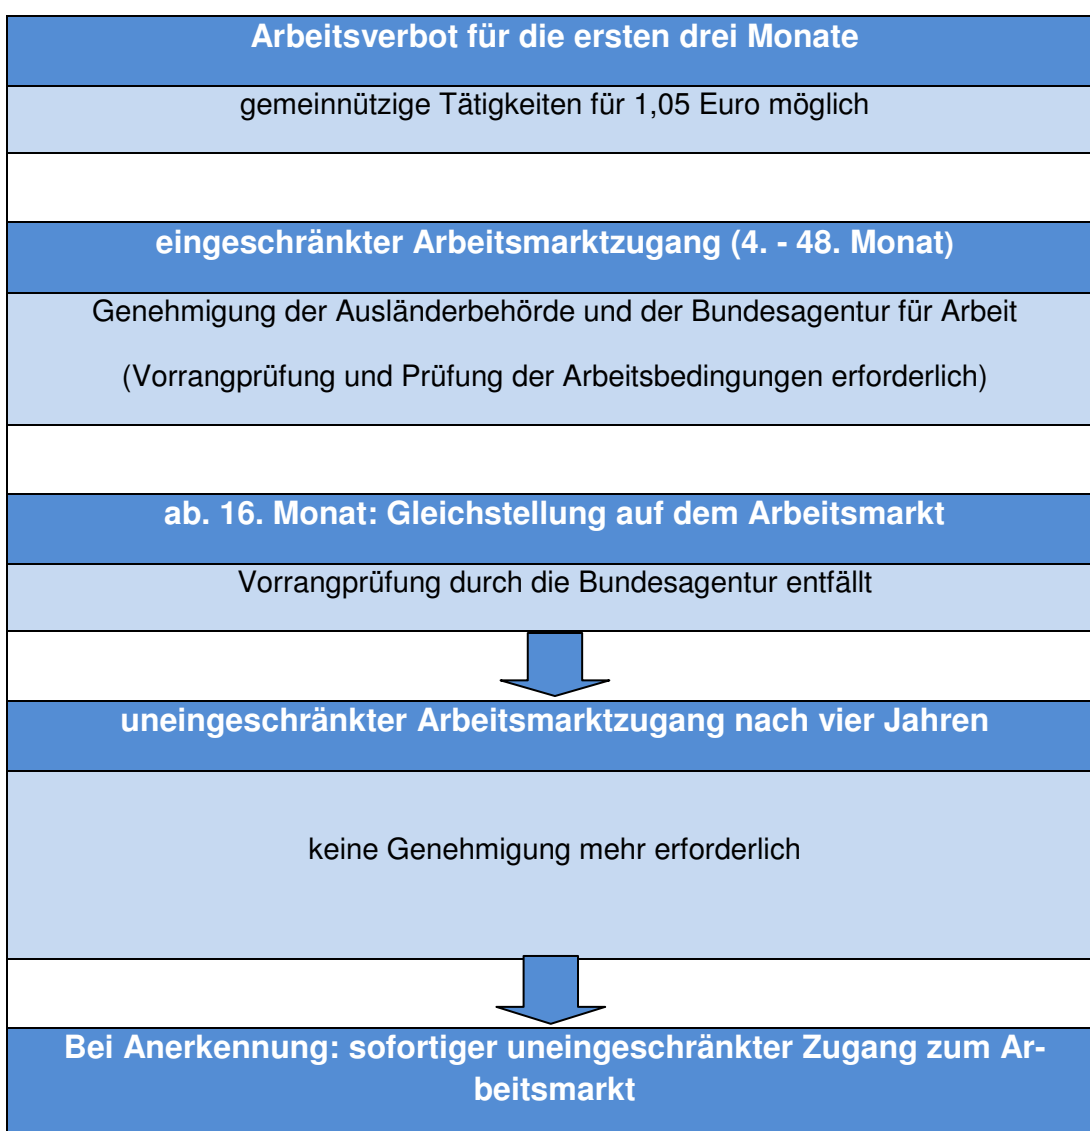 Arbeitsverbot für die ersten drei Monate
gemeinnützige Tätigkeiten für 1,05 Euro möglich
eingeschränkter Arbeitsmarktzugang (4. - 48. Monat)
Genehmigung der Ausländerbehörde und der Bundesagentur für Arbeit
(Vorrangprüfung und Prüfung der Arbeitsbedingungen erforderlich)
ab. 16. Monat: Gleichstellung auf dem Arbeitsmarkt
Vorrangprüfung durch die Bundesagentur entfällt
uneingeschränkter Arbeitsmarktzugang nach vier Jahren
keine Genehmigung mehr erforderlich
Bei Anerkennung: sofortiger uneingeschränkter Zugang zum Ar-
beitsmarkt